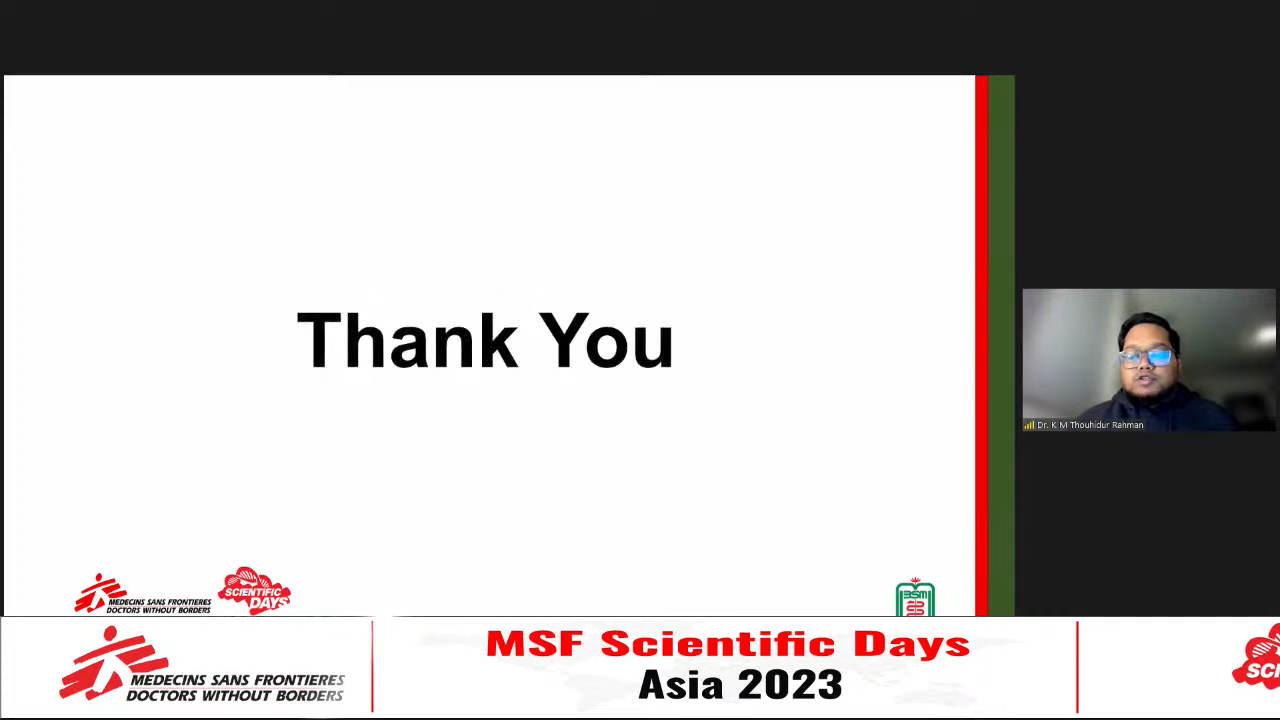 Thank You
Dr. K M Thouhidur Rahman
MEDECINS SANS FRONTIERES
DOCTORS WITHOUT BORDERS
SCIENTIFIC
DAYS
BSM
MEDECINS SANS FRONTIERES
DOCTORS WITHOUT BORDERS
MSF Scientific Days
Asia 2023